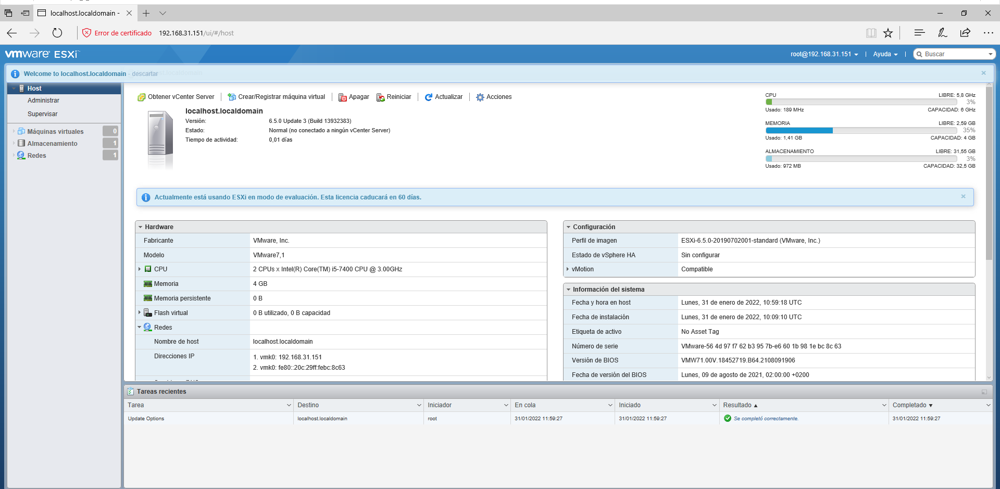 localhost.localdomain -
Error de certificado 192.168.31.151/ui/#/host
vmware ESXi
root@192.168.31.151 | Ayuda | Buscar
Welcome to localhost.localdomain - descartar
Host
Administrar
Supervisar
Máquinas virtuales 0
Almacenamiento 1
Redes 1
Obtener vCenter Server | Crear/Registrar máquina virtual | Apagar Reiniciar | Actualizar | Acciones
localhost.localdomain
Versión: 6.5.0 Update 3 (Build 13932383)
Estado: Normal (no conectado a ningún vCenter Server)
Tiempo de actividad: 0,01 días
CPU LIBRE: 5,8 GHz
3%
Usado: 189 MHz CAPACIDAD: 6 GHz
MEMORIA LIBRE: 2,59 GB
35%
Usado: 1,41 GB CAPACIDAD: 4 GB
ALMACENAMIENTO LIBRE: 31,55 GB
3%
Usado: 972 MB CAPACIDAD: 32,5 GB
Actualmente está usando ESXi en modo de evaluación. Esta licencia caducará en 60 días.
Hardware
Fabricante VMware, Inc.
Modelo VMware7,1
CPU 2 CPUs x Intel(R) Core(TM) i5-7400 CPU @ 3.00GHz
Memoria 4 GB
Memoria persistente 0 B
Flash virtual 0 B utilizado, 0 B capacidad
Redes
Nombre de host localhost.localdomain
Direcciones IP 1. vmk0: 192.168.31.151
2. vmk0: fe80::20c:29ff:febc:8c63
Configuración
Perfil de imagen ESXi-6.5.0-20190702001-standard (VMware, Inc.)
Estado de vSphere HA Sin configurar
vMotion Compatible
Información del sistema
Fecha y hora en host Lunes, 31 de enero de 2022, 10:59:18 UTC
Fecha de instalación Lunes, 31 de enero de 2022, 10:09:10 UTC
Etiqueta de activo No Asset Tag
Número de serie VMware-56 4d 97 f7 62 b3 95 7b-e6 60 1b 98 1e bc 8c 63
Versión de BIOS VMW71.00V.18452719.B64.2108091906
Fecha de versión del BIOS Lunes, 09 de agosto de 2021, 02:00:00 +0200
Tareas recientes
Tarea Destino Iniciador En cola Iniciado Resultado Completado
Update Options localhost.localdomain root 31/01/2022 11:59:27 31/01/2022 11:59:27 Se completó correctamente. 31/01/2022 11:59:27